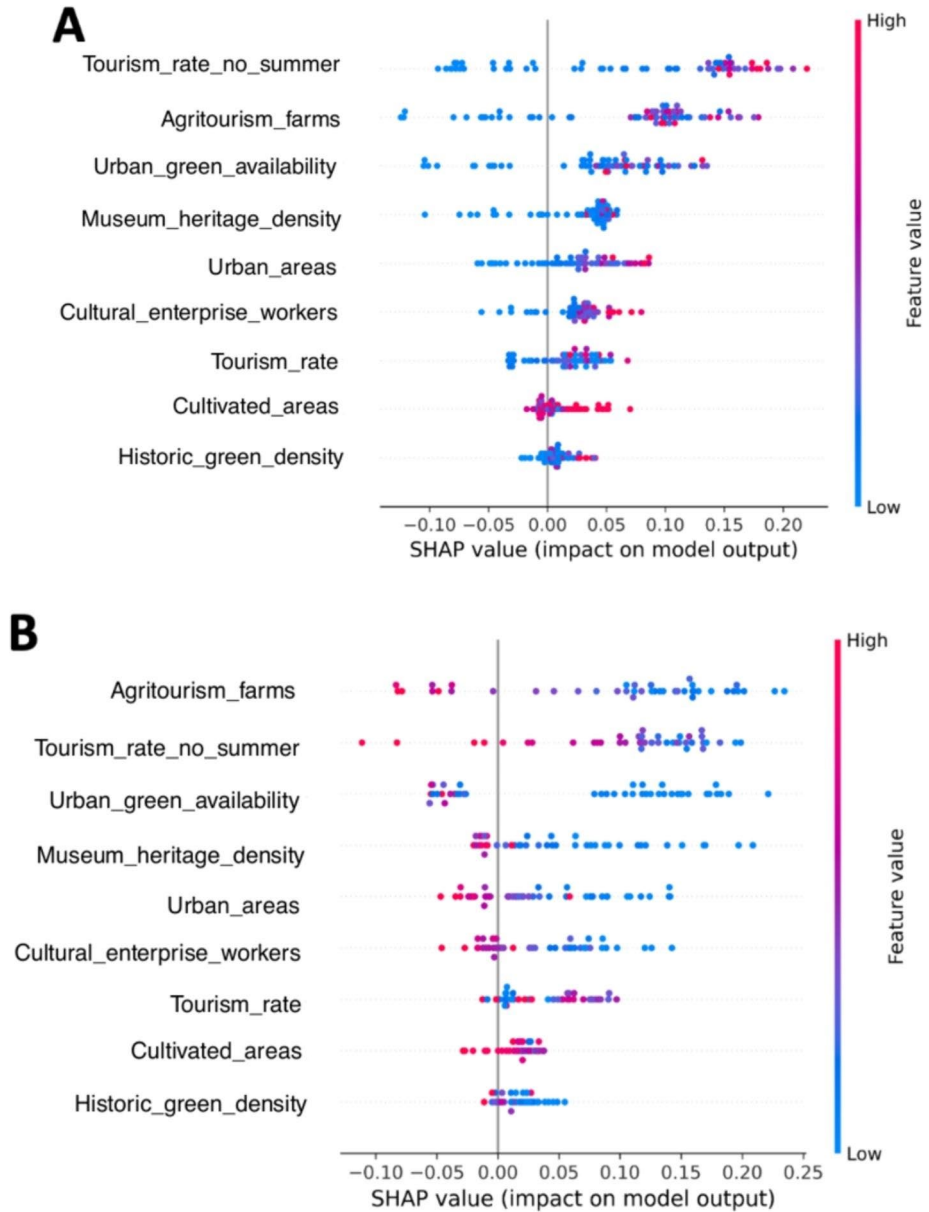 A
High
Tourism_rate_no_summer
Agritourism_farms
Urban_green_availability
Museum_heritage_density
Urban_areas
Cultural_enterprise_workers
Tourism_rate
Cultivated_areas
Historic_green_density
Feature value
Low
−0.10 −0.05 0.00 0.05 0.10 0.15 0.20
SHAP value (impact on model output)
B
High
Agritourism_farms
Tourism_rate_no_summer
Urban_green_availability
Museum_heritage_density
Urban_areas
Cultural_enterprise_workers
Tourism_rate
Cultivated_areas
Historic_green_density
Feature value
Low
−0.10 −0.05 0.00 0.05 0.10 0.15 0.20 0.25
SHAP value (impact on model output)